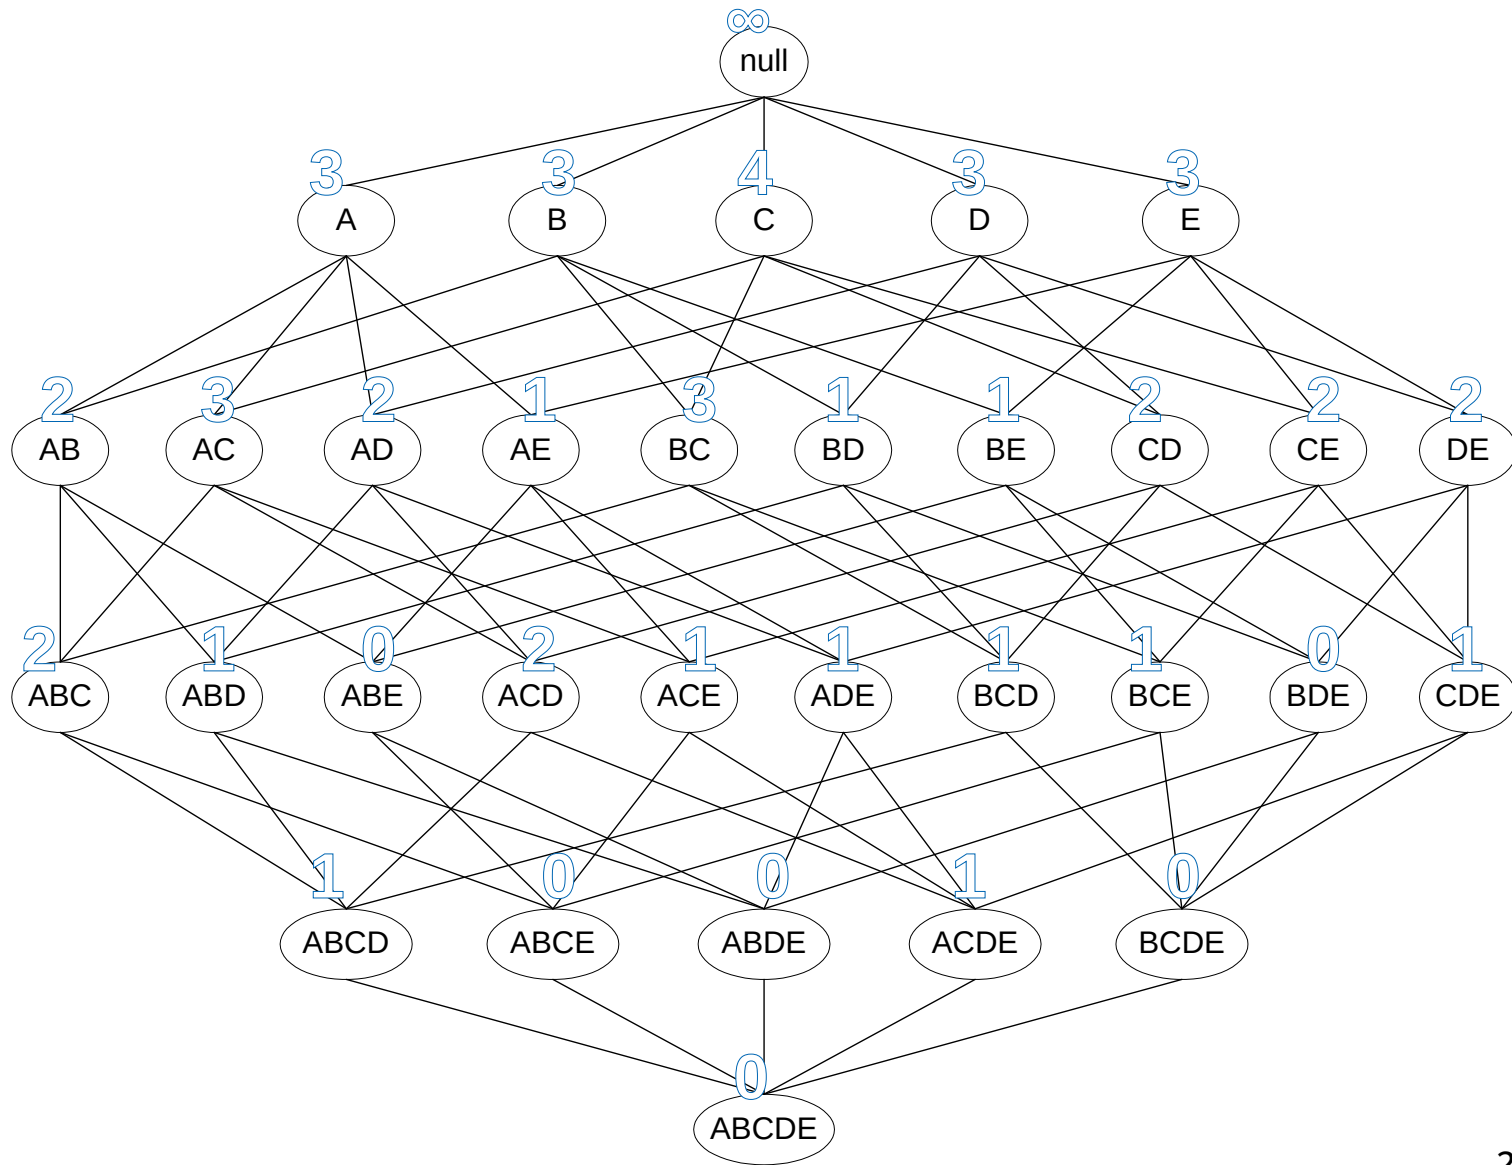 ∞
null
3 3 4 3 3
A B C D E
2 3 2 1 3 1 1 2 2 2
AB AC AD AE BC BD BE CD CE DE
2 1 0 2 1 1 1 1 0 1
ABC ABD ABE ACD ACE ADE BCD BCE BDE CDE
1 0 0 1 0
ABCD ABCE ABDE ACDE BCDE
0
ABCDE